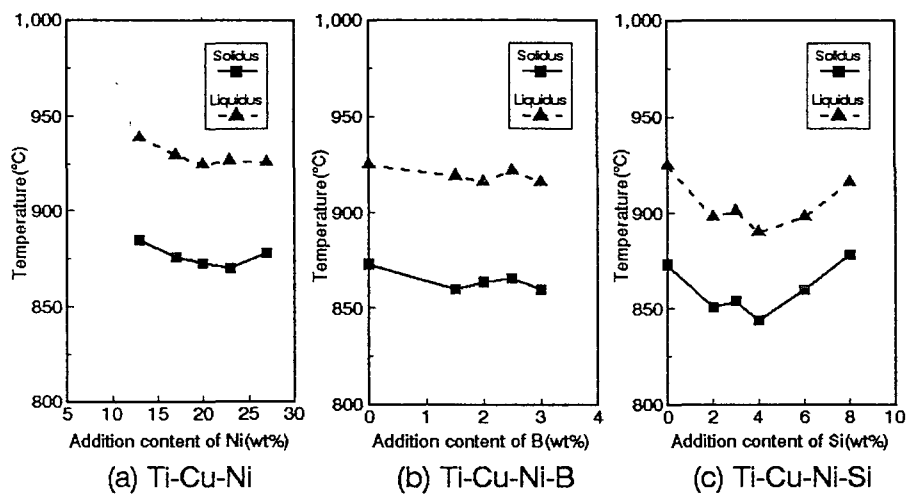 1,000
950
900
850
800
Temperature(°C)
Solidus
Liquidus
5
10
15
20
25
30
Addition content of Ni(wt%)
(a) Ti-Cu-Ni
1,000
950
900
850
800
Temperature(°C)
Solidus
Liquidus
0
1
2
3
4
Addition content of B(wt%)
(b) Ti-Cu-Ni-B
1,000
950
900
850
800
Temperature(°C)
Solidus
Liquidus
0
2
4
6
8
10
Addition content of Si(wt%)
(c) Ti-Cu-Ni-Si